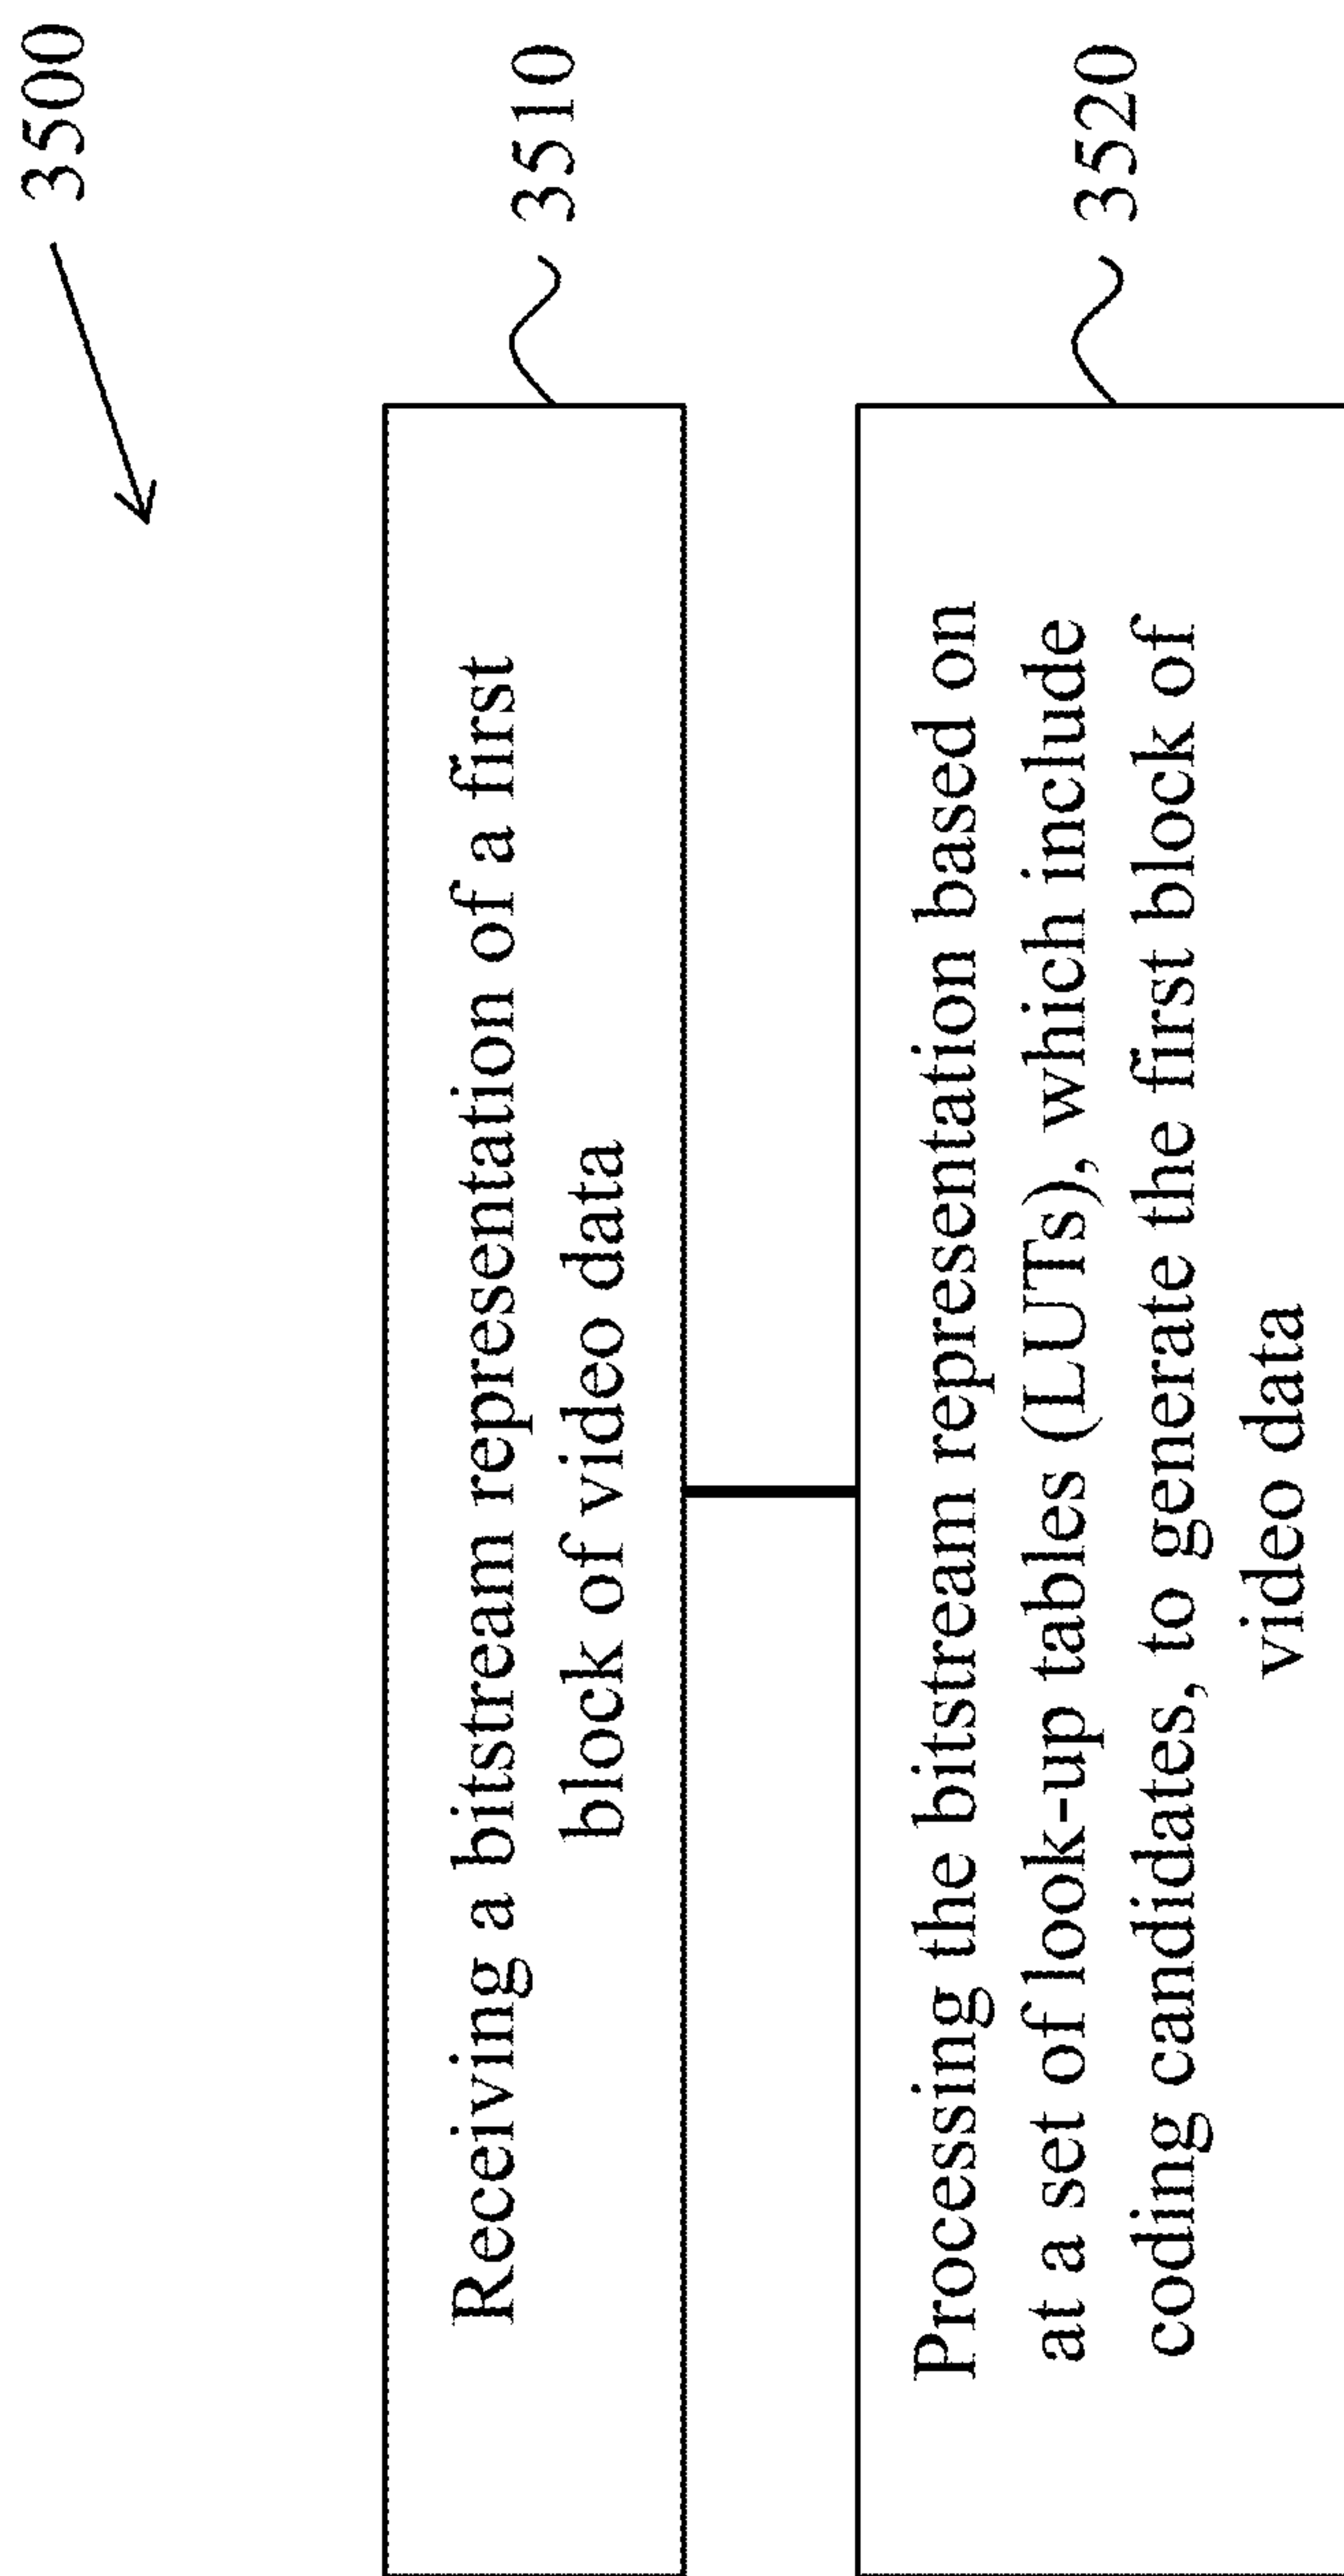 3500
Receiving a bitstream representation of a first
block of video data
3510
Processing the bitstream representation based on
at a set of look-up tables (LUTs), which include
coding candidates, to generate the first block of
video data
3520